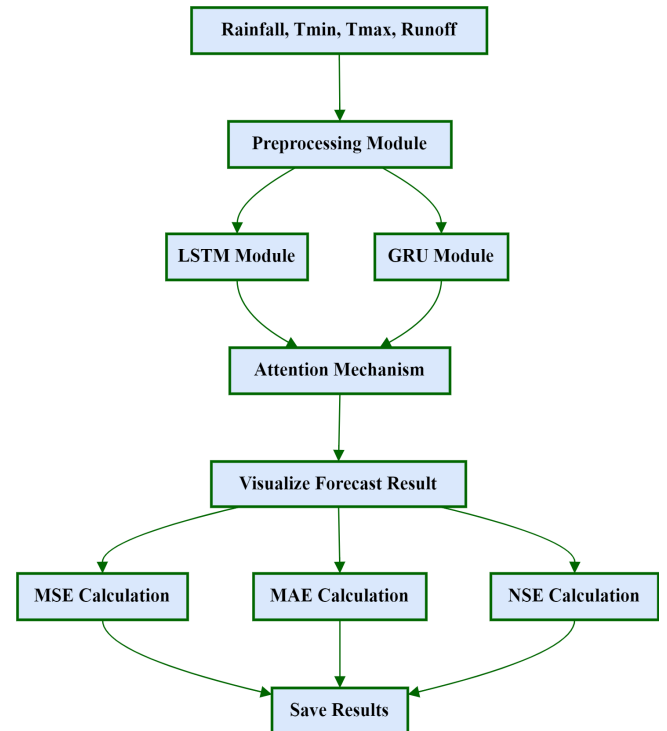 Rainfall, Tmin, Tmax, Runoff
Preprocessing Module
LSTM Module
GRU Module
Attention Mechanism
Visualize Forecast Result
MSE Calculation
MAE Calculation
NSE Calculation
Save Results